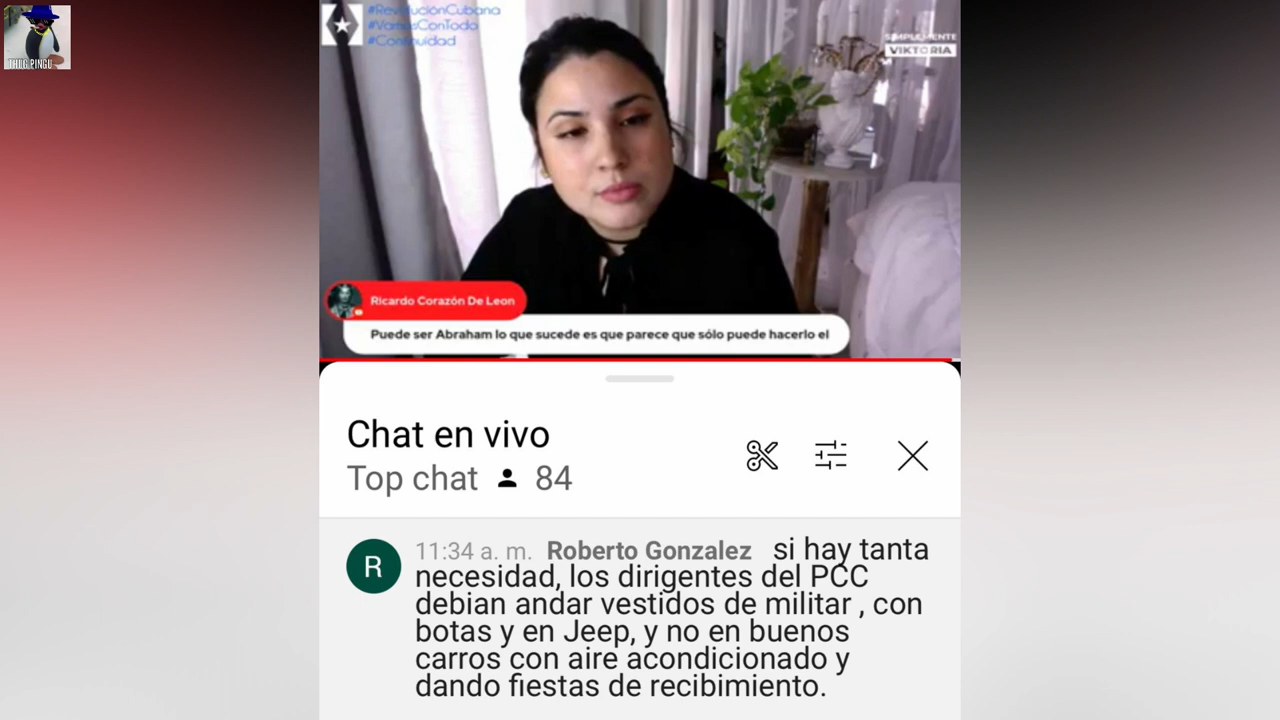 THUG PINGU
#RevoluciónCubana
#VamosConTodo
#Continuidad
SIMPLEMENTE
VIKTORIA
Ricardo Corazón De Leon
Puede ser Abraham lo que sucede es que parece que sólo puede hacerlo el
Chat en vivo
Top chat 84
R
11:34 a. m. Roberto Gonzalez si hay tanta
necesidad, los dirigentes del PCC
debian andar vestidos de militar , con
botas y en Jeep, y no en buenos
carros con aire acondicionado y
dando fiestas de recibimiento.